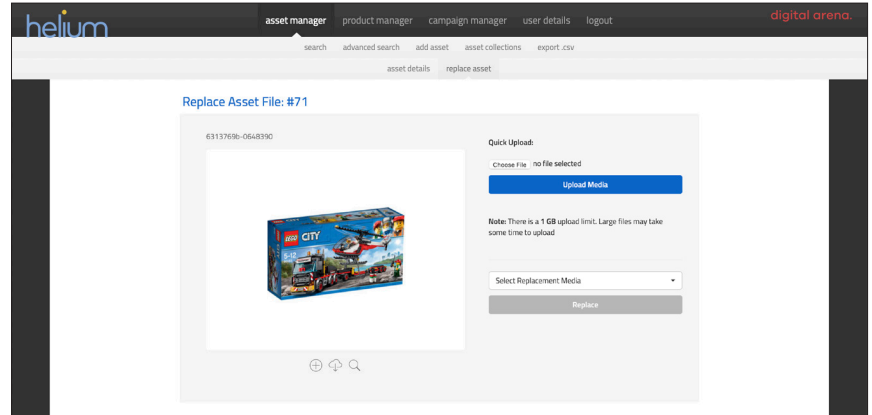 helium
asset manager product manager campaign manager user details logout
digital arena.
search advanced search add asset asset collections export .csv
asset details replace asset
Replace Asset File: #71
6313769b-0648390
LEGO CITY
5-12
Quick Upload:
Choose File no file selected
Upload Media
Note: There is a 1 GB upload limit. Large files may take
some time to upload
Select Replacement Media
Replace